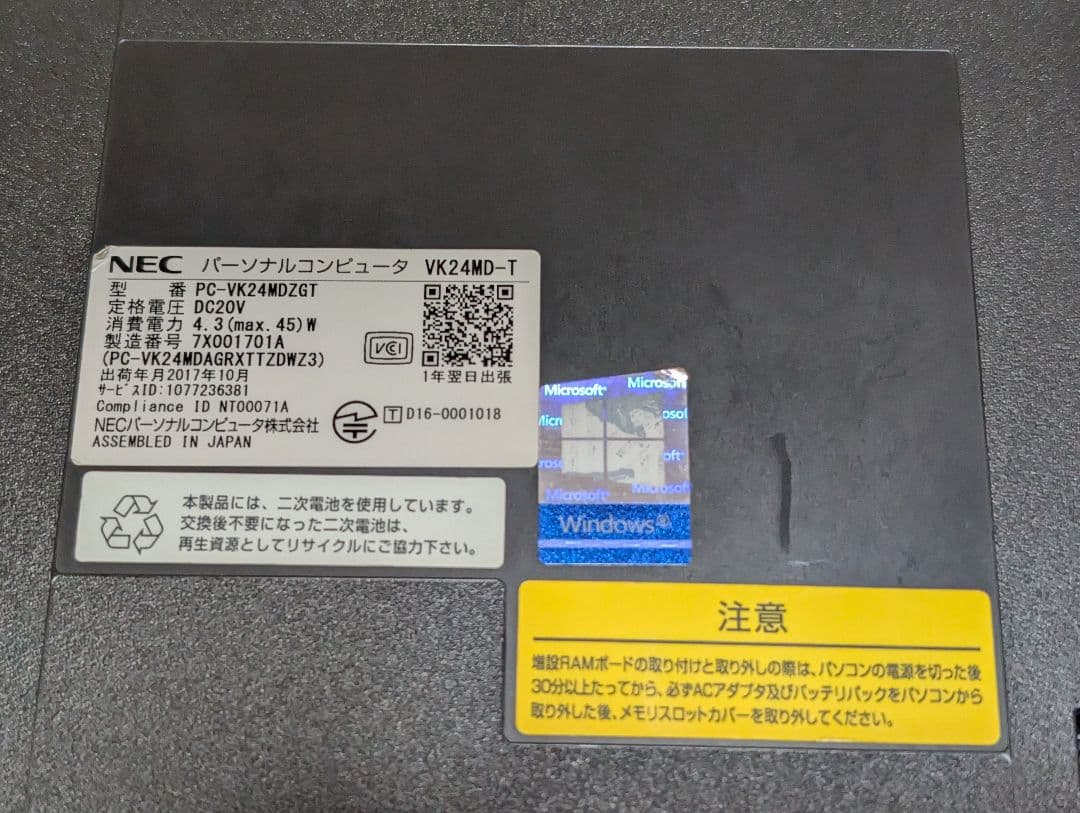 NEC パーソナルコンピュータ VK24MD-T
型 番 PC-VK24MDZGT
定格電圧 DC20V
消費電力 4.3(max.45)W
製造番号 7X001701A
(PC-VK24MDAGRXTTZDWZ3)
出荷年月2017年10月
サービスID:1077236381
Compliance ID NT00071A
NECパーソナルコンピュータ株式会社
ASSEMBLED IN JAPAN
VCCI
1年翌日出張
T D16-0001018
本製品には、二次電池を使用しています。
交換後不要になった二次電池は、
再生資源としてリサイクルにご協力下さい。
Microsoft Microsoft
Micr osof
rosof oft
Microsoft Microsoft
Windows®
注意
増設RAMボードの取り付けと取り外しの際は、パソコンの電源を切った後
30分以上たってから、必ずACアダプタ及びバッテリパックをパソコンから
取り外した後、メモリスロットカバーを取り外してください。